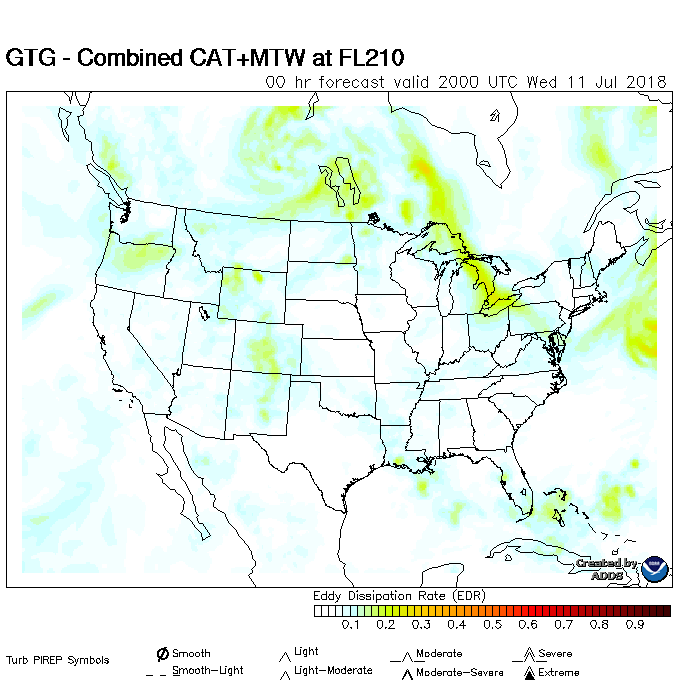 GTG - Combined CAT+MTW at FL210
00 hr forecast valid 2000 UTC Wed 11 Jul 2018
Created by
ADDS
Eddy Dissipation Rate (EDR)
0.1 0.2 0.3 0.4 0.5 0.6 0.7 0.8 0.9
Turb PIREP Symbols
Smooth Light Moderate Severe
Smooth-Light Light-Moderate Moderate-Severe Extreme